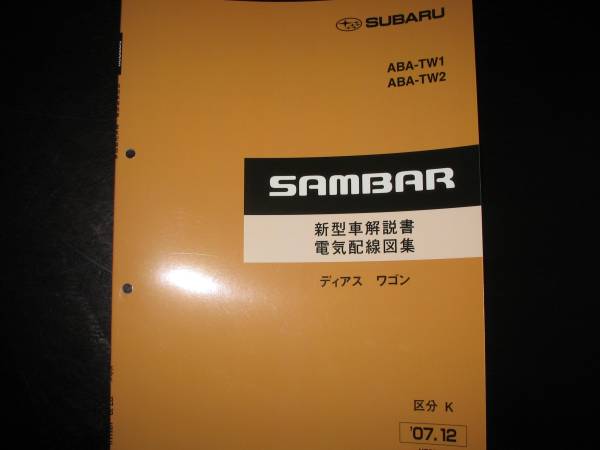 SUBARU
ABA-TW1
ABA-TW2
SAMBAR
新型車解説書
電気配線図集
ディアス ワゴン
区分 K
'07.12
SAMBAR